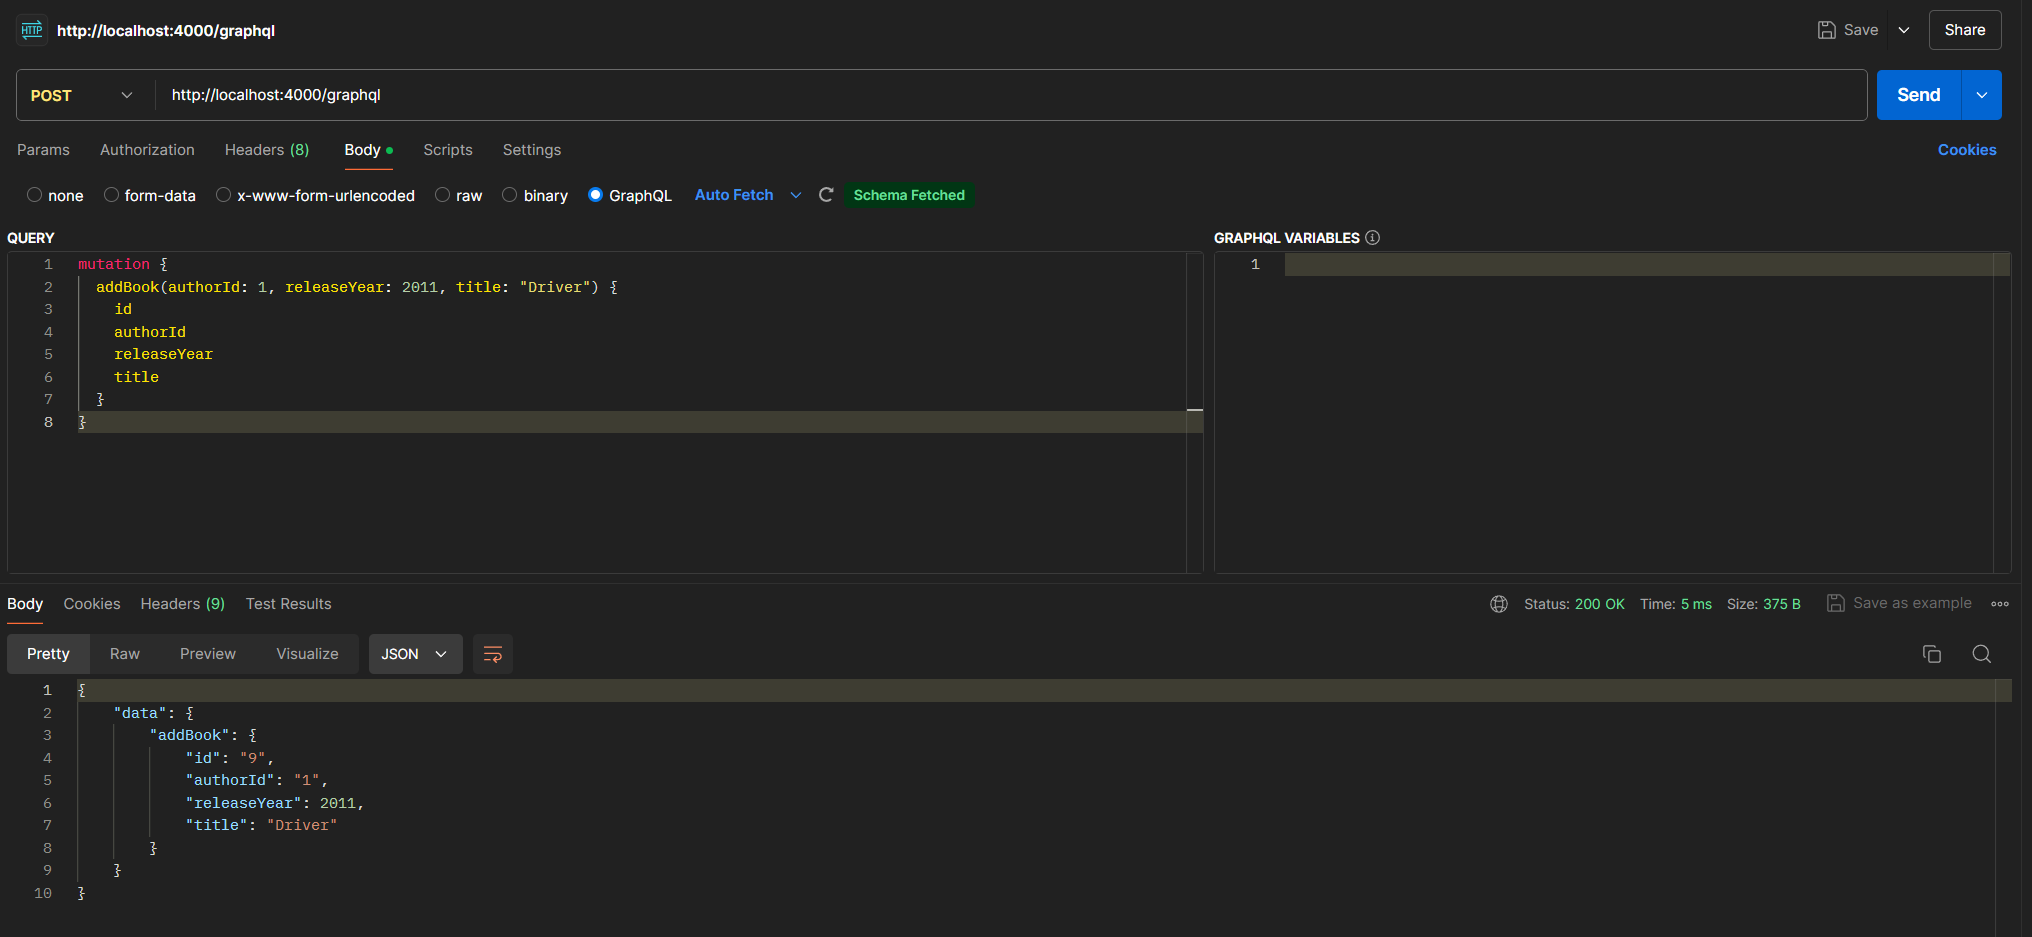 HTTP http://localhost:4000/graphql Save Share
POST http://localhost:4000/graphql Send
Params Authorization Headers (8) Body Scripts Settings Cookies
none form-data x-www-form-urlencoded raw binary GraphQL Auto Fetch Schema Fetched
QUERY GRAPHQL VARIABLES
1 mutation { 1
2 addBook(authorId: 1, releaseYear: 2011, title: "Driver") {
3 id
4 authorId
5 releaseYear
6 title
7 }
8 }
Body Cookies Headers (9) Test Results Status: 200 OK Time: 5 ms Size: 375 B Save as example
Pretty Raw Preview Visualize JSON
1 {
2 "data": {
3 "addBook": {
4 "id": "9",
5 "authorId": "1",
6 "releaseYear": 2011,
7 "title": "Driver"
8 }
9 }
10 }